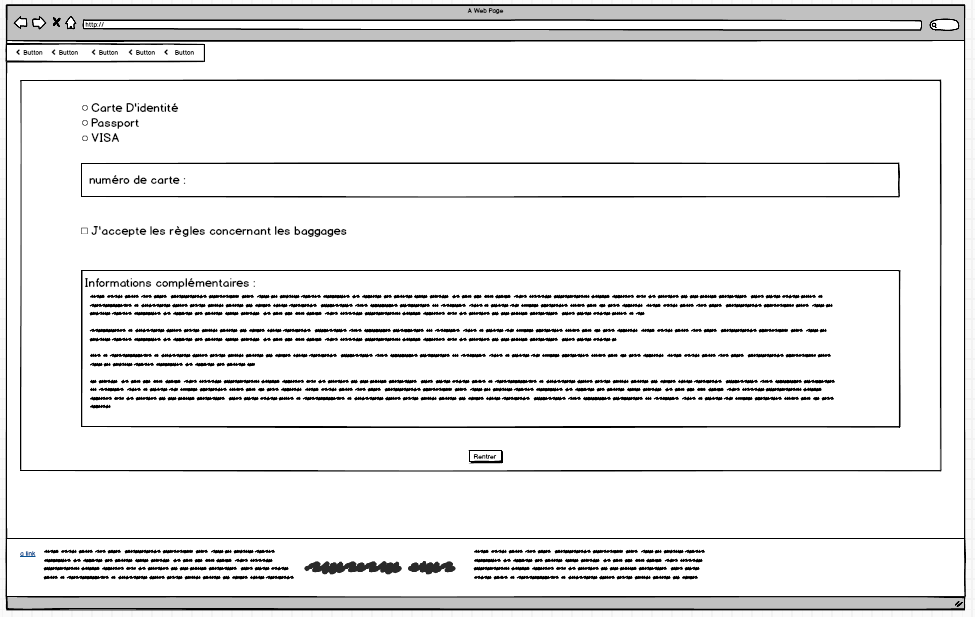 A Web Page
http://
Button Button Button Button Button
Carte D'identité
Passport
VISA
numéro de carte :
J'accepte les règles concernant les baggages
Informations complémentaires :
Rentrer
a link